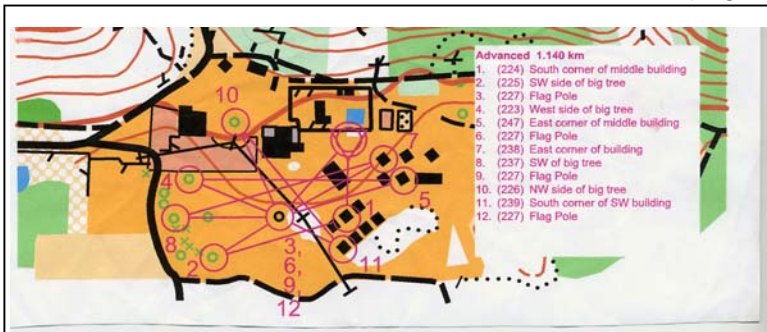 Advanced 1.140 km
1. (224) South corner of middle building
2. (225) SW side of big tree
3. (227) Flag Pole
4. (223) West side of big tree
5. (247) East corner of middle building
6. (227) Flag Pole
7. (238) East corner of building
8. (237) SW of big tree
9. (227) Flag Pole
10. (226) NW side of big tree
11. (239) South corner of SW building
12. (227) Flag Pole
10
7
4
5
1
8
3,
6,
9,
12
2
11